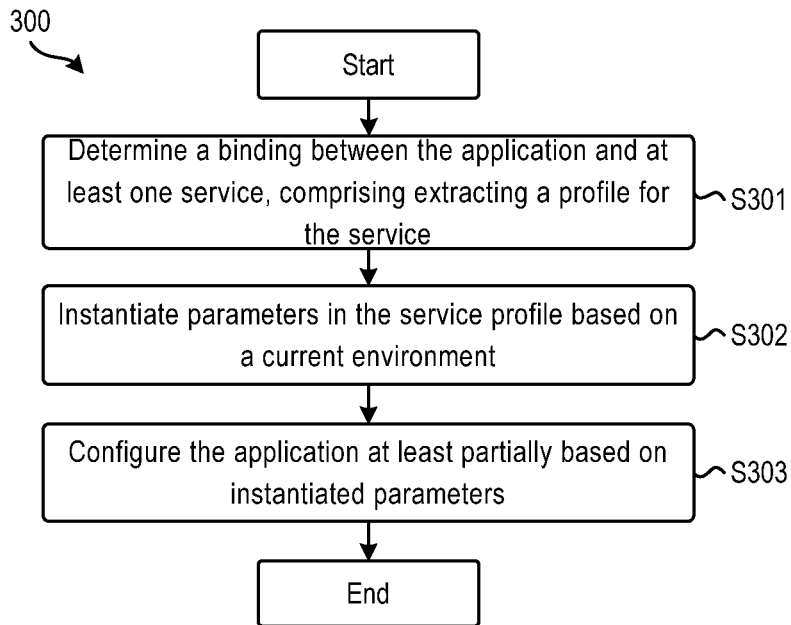 300
Start
Determine a binding between the application and at
least one service, comprising extracting a profile for
the service
S301
Instantiate parameters in the service profile based on
a current environment
S302
Configure the application at least partially based on
instantiated parameters
S303
End